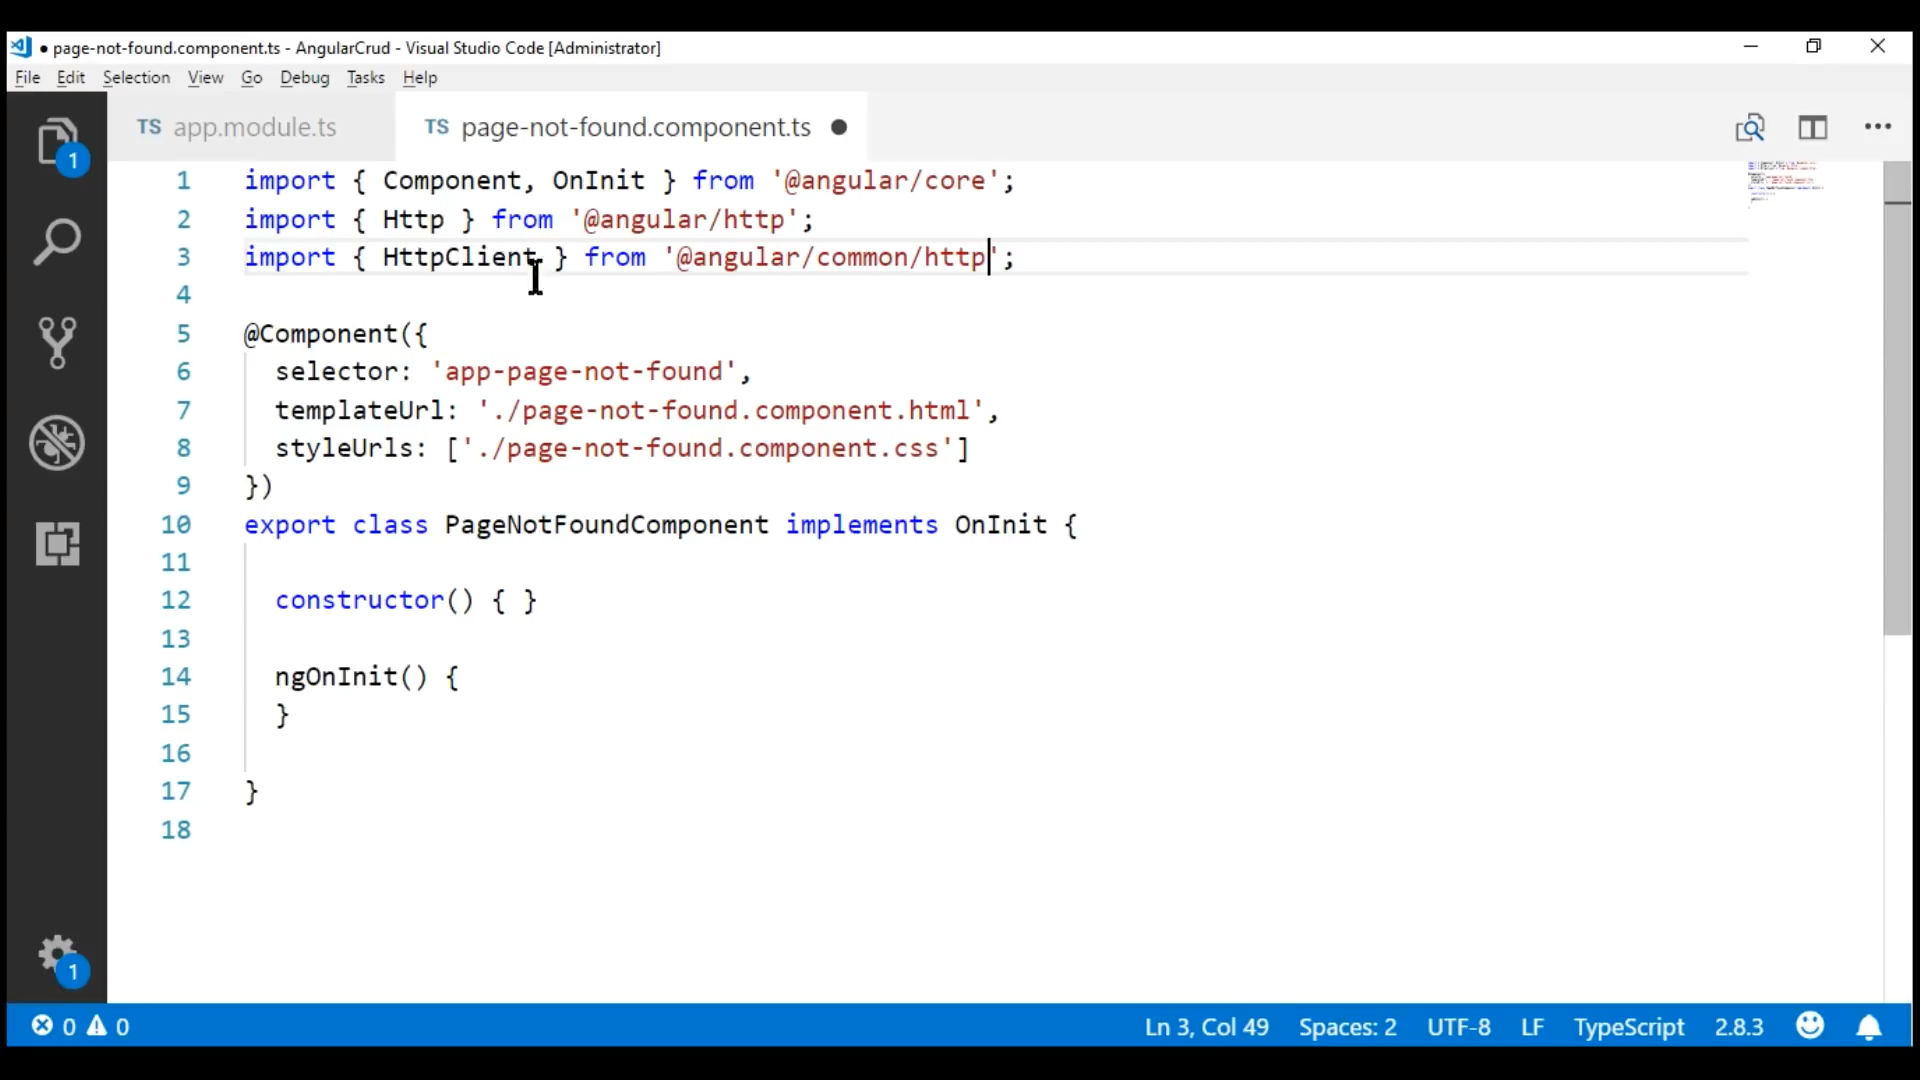 ● page-not-found.component.ts - AngularCrud - Visual Studio Code [Administrator]
File Edit Selection View Go Debug Tasks Help
TS app.module.ts TS page-not-found.component.ts ●
1 import { Component, OnInit } from '@angular/core';
2 import { Http } from '@angular/http';
3 import { HttpClient } from '@angular/common/http';
4
5 @Component({
6 selector: 'app-page-not-found',
7 templateUrl: './page-not-found.component.html',
8 styleUrls: ['./page-not-found.component.css']
9 })
10 export class PageNotFoundComponent implements OnInit {
11
12 constructor() { }
13
14 ngOnInit() {
15 }
16
17 }
18
1
1
0 0 Ln 3, Col 49 Spaces: 2 UTF-8 LF TypeScript 2.8.3